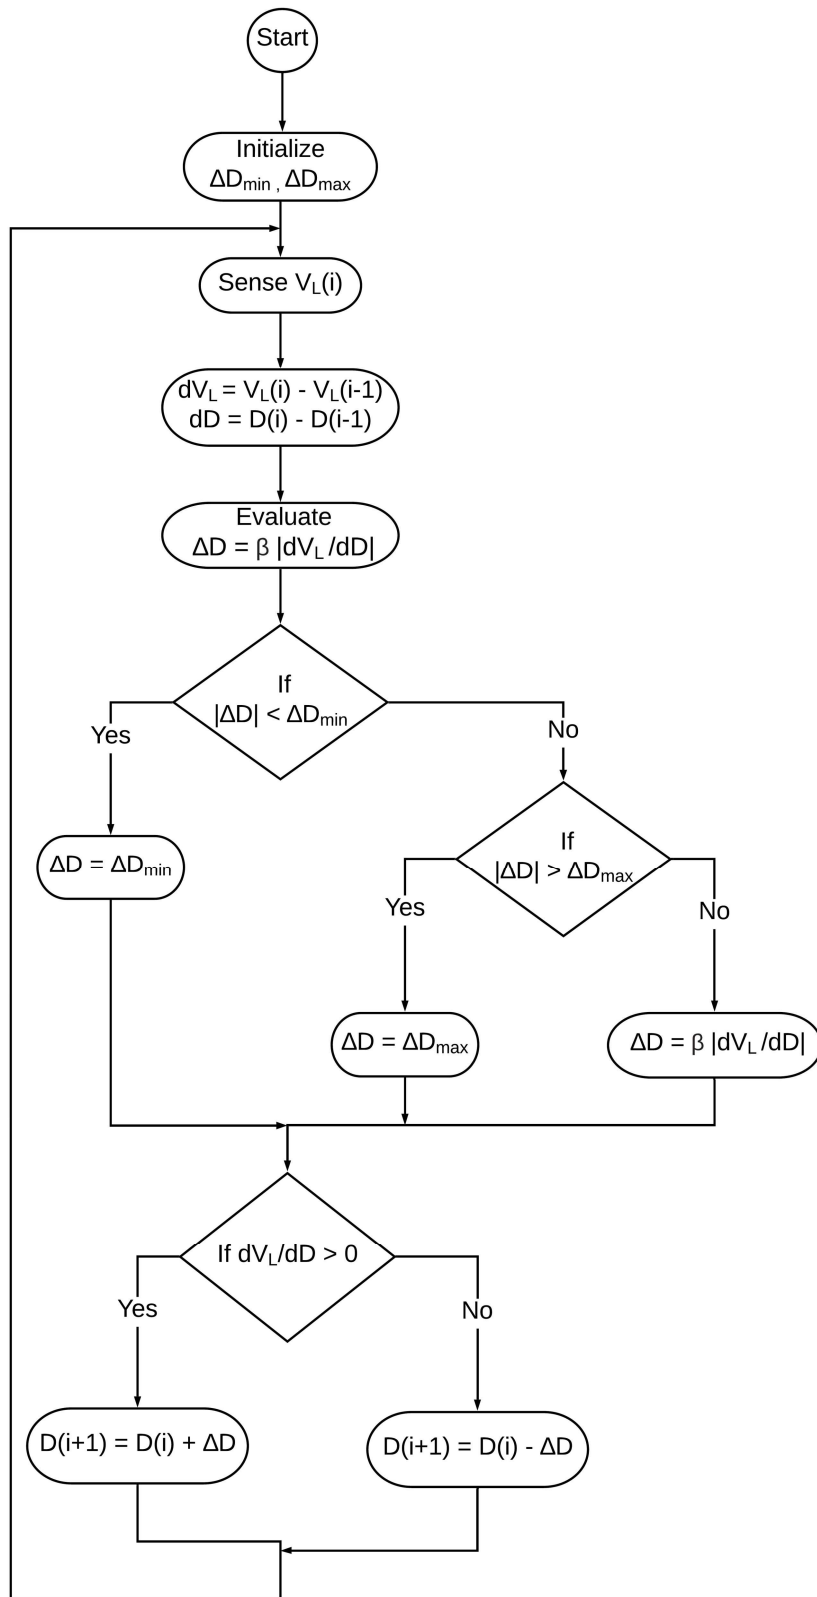 Start
Initialize
ΔDmin , ΔDmax
Sense VL(i)
dVL = VL(i) - VL(i-1)
dD = D(i) - D(i-1)
Evaluate
ΔD = β |dVL /dD|
If
|ΔD| < ΔDmin
Yes
No
ΔD = ΔDmin
If
|ΔD| > ΔDmax
Yes
No
ΔD = ΔDmax
ΔD = β |dVL /dD|
If dVL/dD > 0
Yes
No
D(i+1) = D(i) + ΔD
D(i+1) = D(i) - ΔD